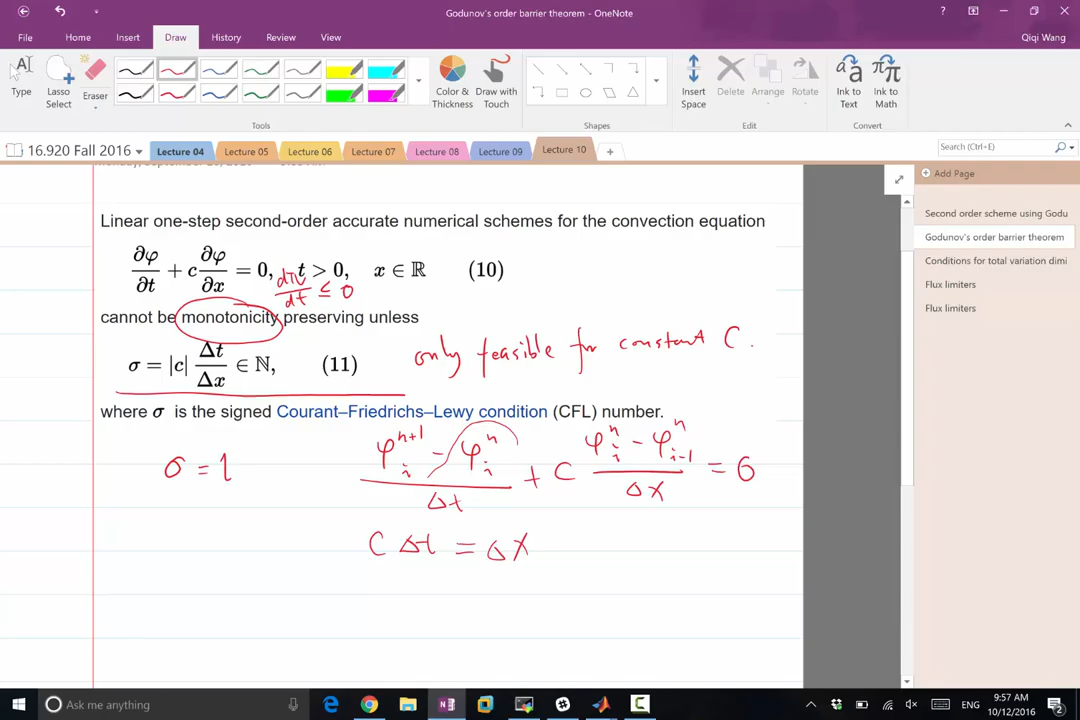 Godunov's order barrier theorem - OneNote
?
File
Home
Insert
Draw
History
Review
View
Qiqi Wang
Type
Lasso Select
Eraser
Color & Thickness
Draw with Touch
Insert Space
Delete
Arrange
Rotate
Ink to Text
Ink to Math
Tools
Shapes
Edit
Convert
16.920 Fall 2016
Lecture 04
Lecture 05
Lecture 06
Lecture 07
Lecture 08
Lecture 09
Lecture 10
Search (Ctrl+E)
Add Page
Second order scheme using Godu
Godunov's order barrier theorem
Conditions for total variation dimi
Flux limiters
Flux limiters
Linear one-step second-order accurate numerical schemes for the convection equation
∂φ/∂t + c ∂φ/∂x = 0, t > 0, x ∈ ℝ (10)
dTV/dt ≤ 0
cannot be monotonicity preserving unless
σ = |c| Δt/Δx ∈ ℕ, (11)
only feasible for constant C.
where σ is the signed Courant–Friedrichs–Lewy condition (CFL) number.
σ = 1
(φ_i^{n+1} - φ_i^n)/Δt + C (φ_i^n - φ_{i-1}^n)/Δx = 0
C Δt = Δx
Ask me anything
ENG
9:57 AM
10/12/2016
2